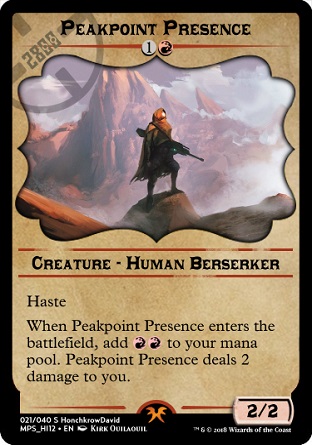 PEAKPOINT PRESENCE
1
CREATURE - HUMAN BERSERKER
Haste
When Peakpoint Presence enters the
battlefield, add to your mana
pool. Peakpoint Presence deals 2
damage to you.
2/2
021/040 S HonchkrowDavid
MPS_HI12 • EN KIRK QUILAQUIL
™ & © 2018 Wizards of the Coast